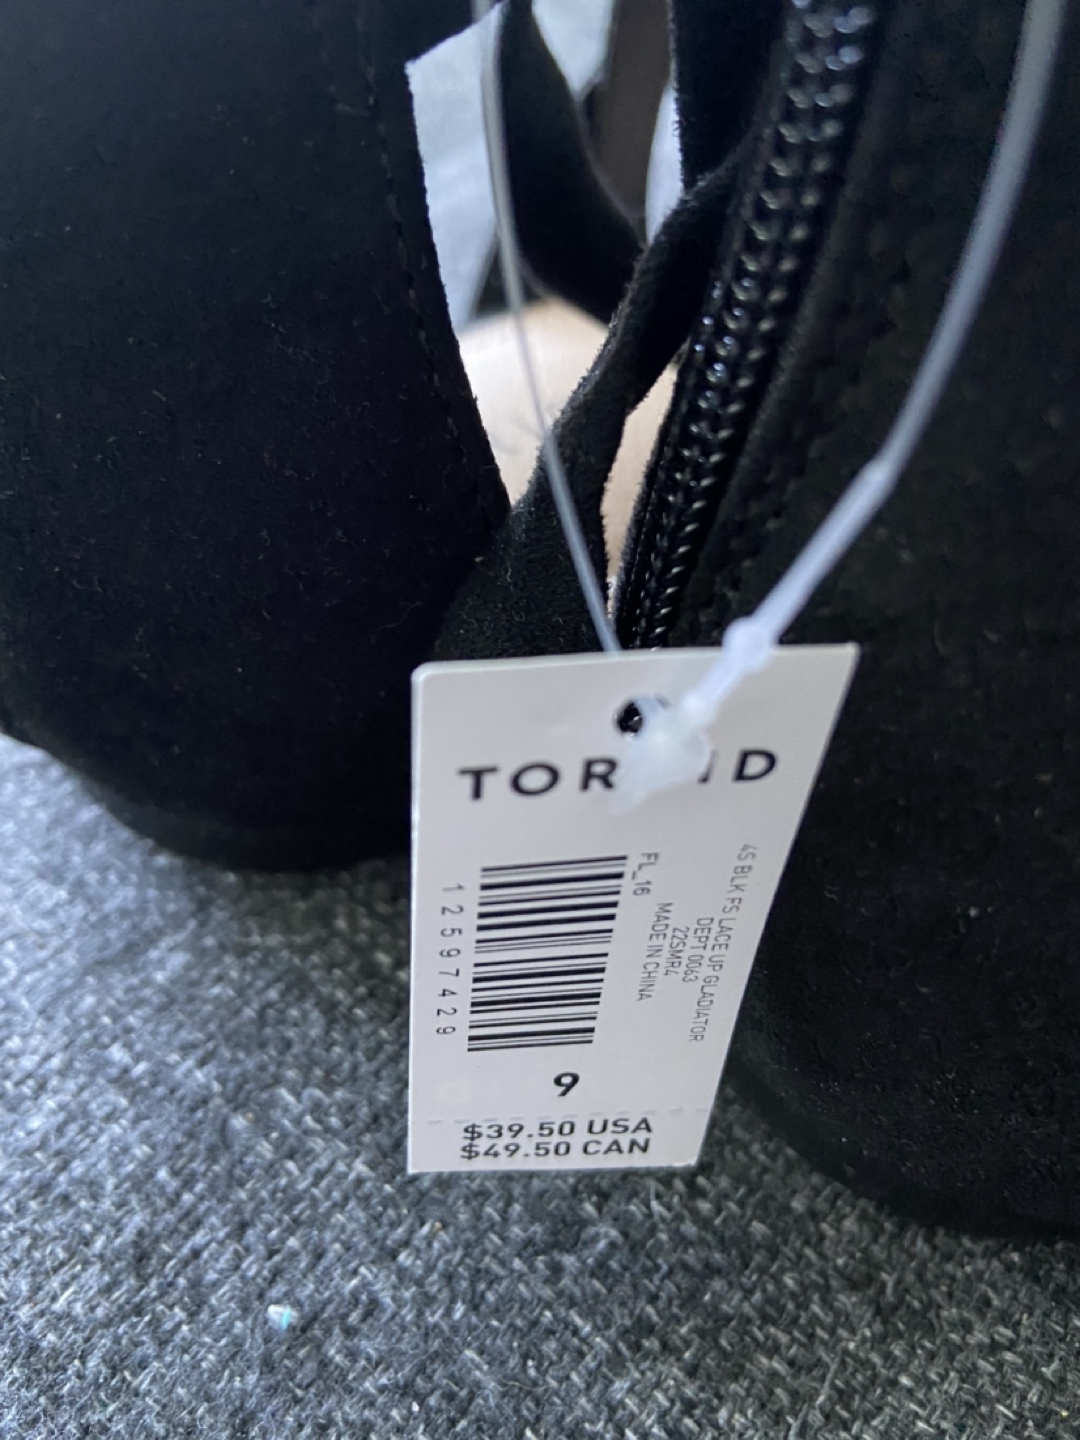 TORRID
4S BLK FS LACE UP GLADIATOR
DEPT 0063
22SMR4
MADE IN CHINA
FL_16
12597429
9
$39.50 USA
$49.50 CAN